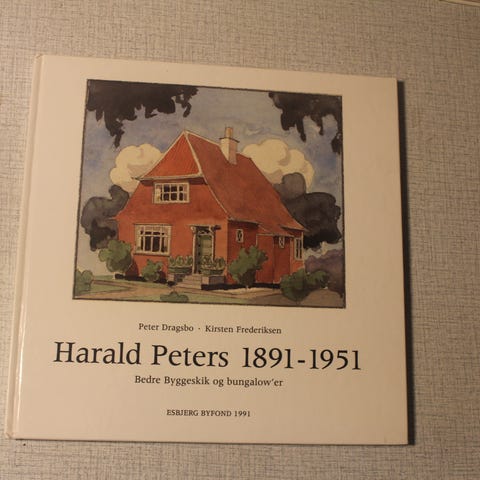 Peter Dragsbo · Kirsten Frederiksen
Harald Peters 1891-1951
Bedre Byggeskik og bungalow'er
ESBJERG BYFOND 1991